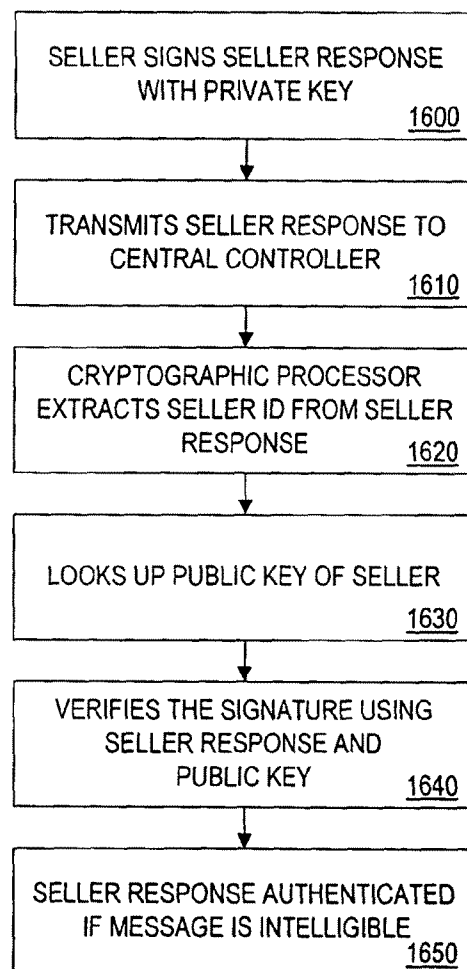 SELLER SIGNS SELLER RESPONSE
WITH PRIVATE KEY
1600
TRANSMITS SELLER RESPONSE TO
CENTRAL CONTROLLER
1610
CRYPTOGRAPHIC PROCESSOR
EXTRACTS SELLER ID FROM SELLER
RESPONSE
1620
LOOKS UP PUBLIC KEY OF SELLER
1630
VERIFIES THE SIGNATURE USING
SELLER RESPONSE AND
PUBLIC KEY
1640
SELLER RESPONSE AUTHENTICATED
IF MESSAGE IS INTELLIGIBLE
1650